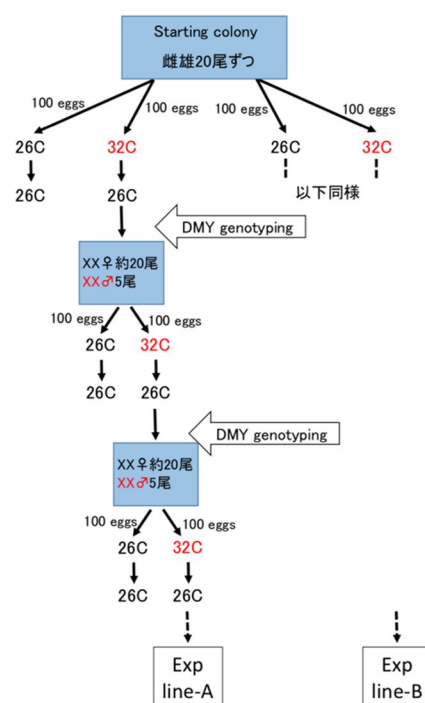 Starting colony
雌雄20尾ずつ
100 eggs
100 eggs
100 eggs
100 eggs
26C
32C
26C
32C
26C
26C
以下同様
DMY genotyping
XX♀約20尾
XX♂5尾
100 eggs
100 eggs
26C
32C
26C
26C
DMY genotyping
XX♀約20尾
XX♂5尾
100 eggs
100 eggs
26C
32C
26C
26C
Exp
line-A
Exp
line-B